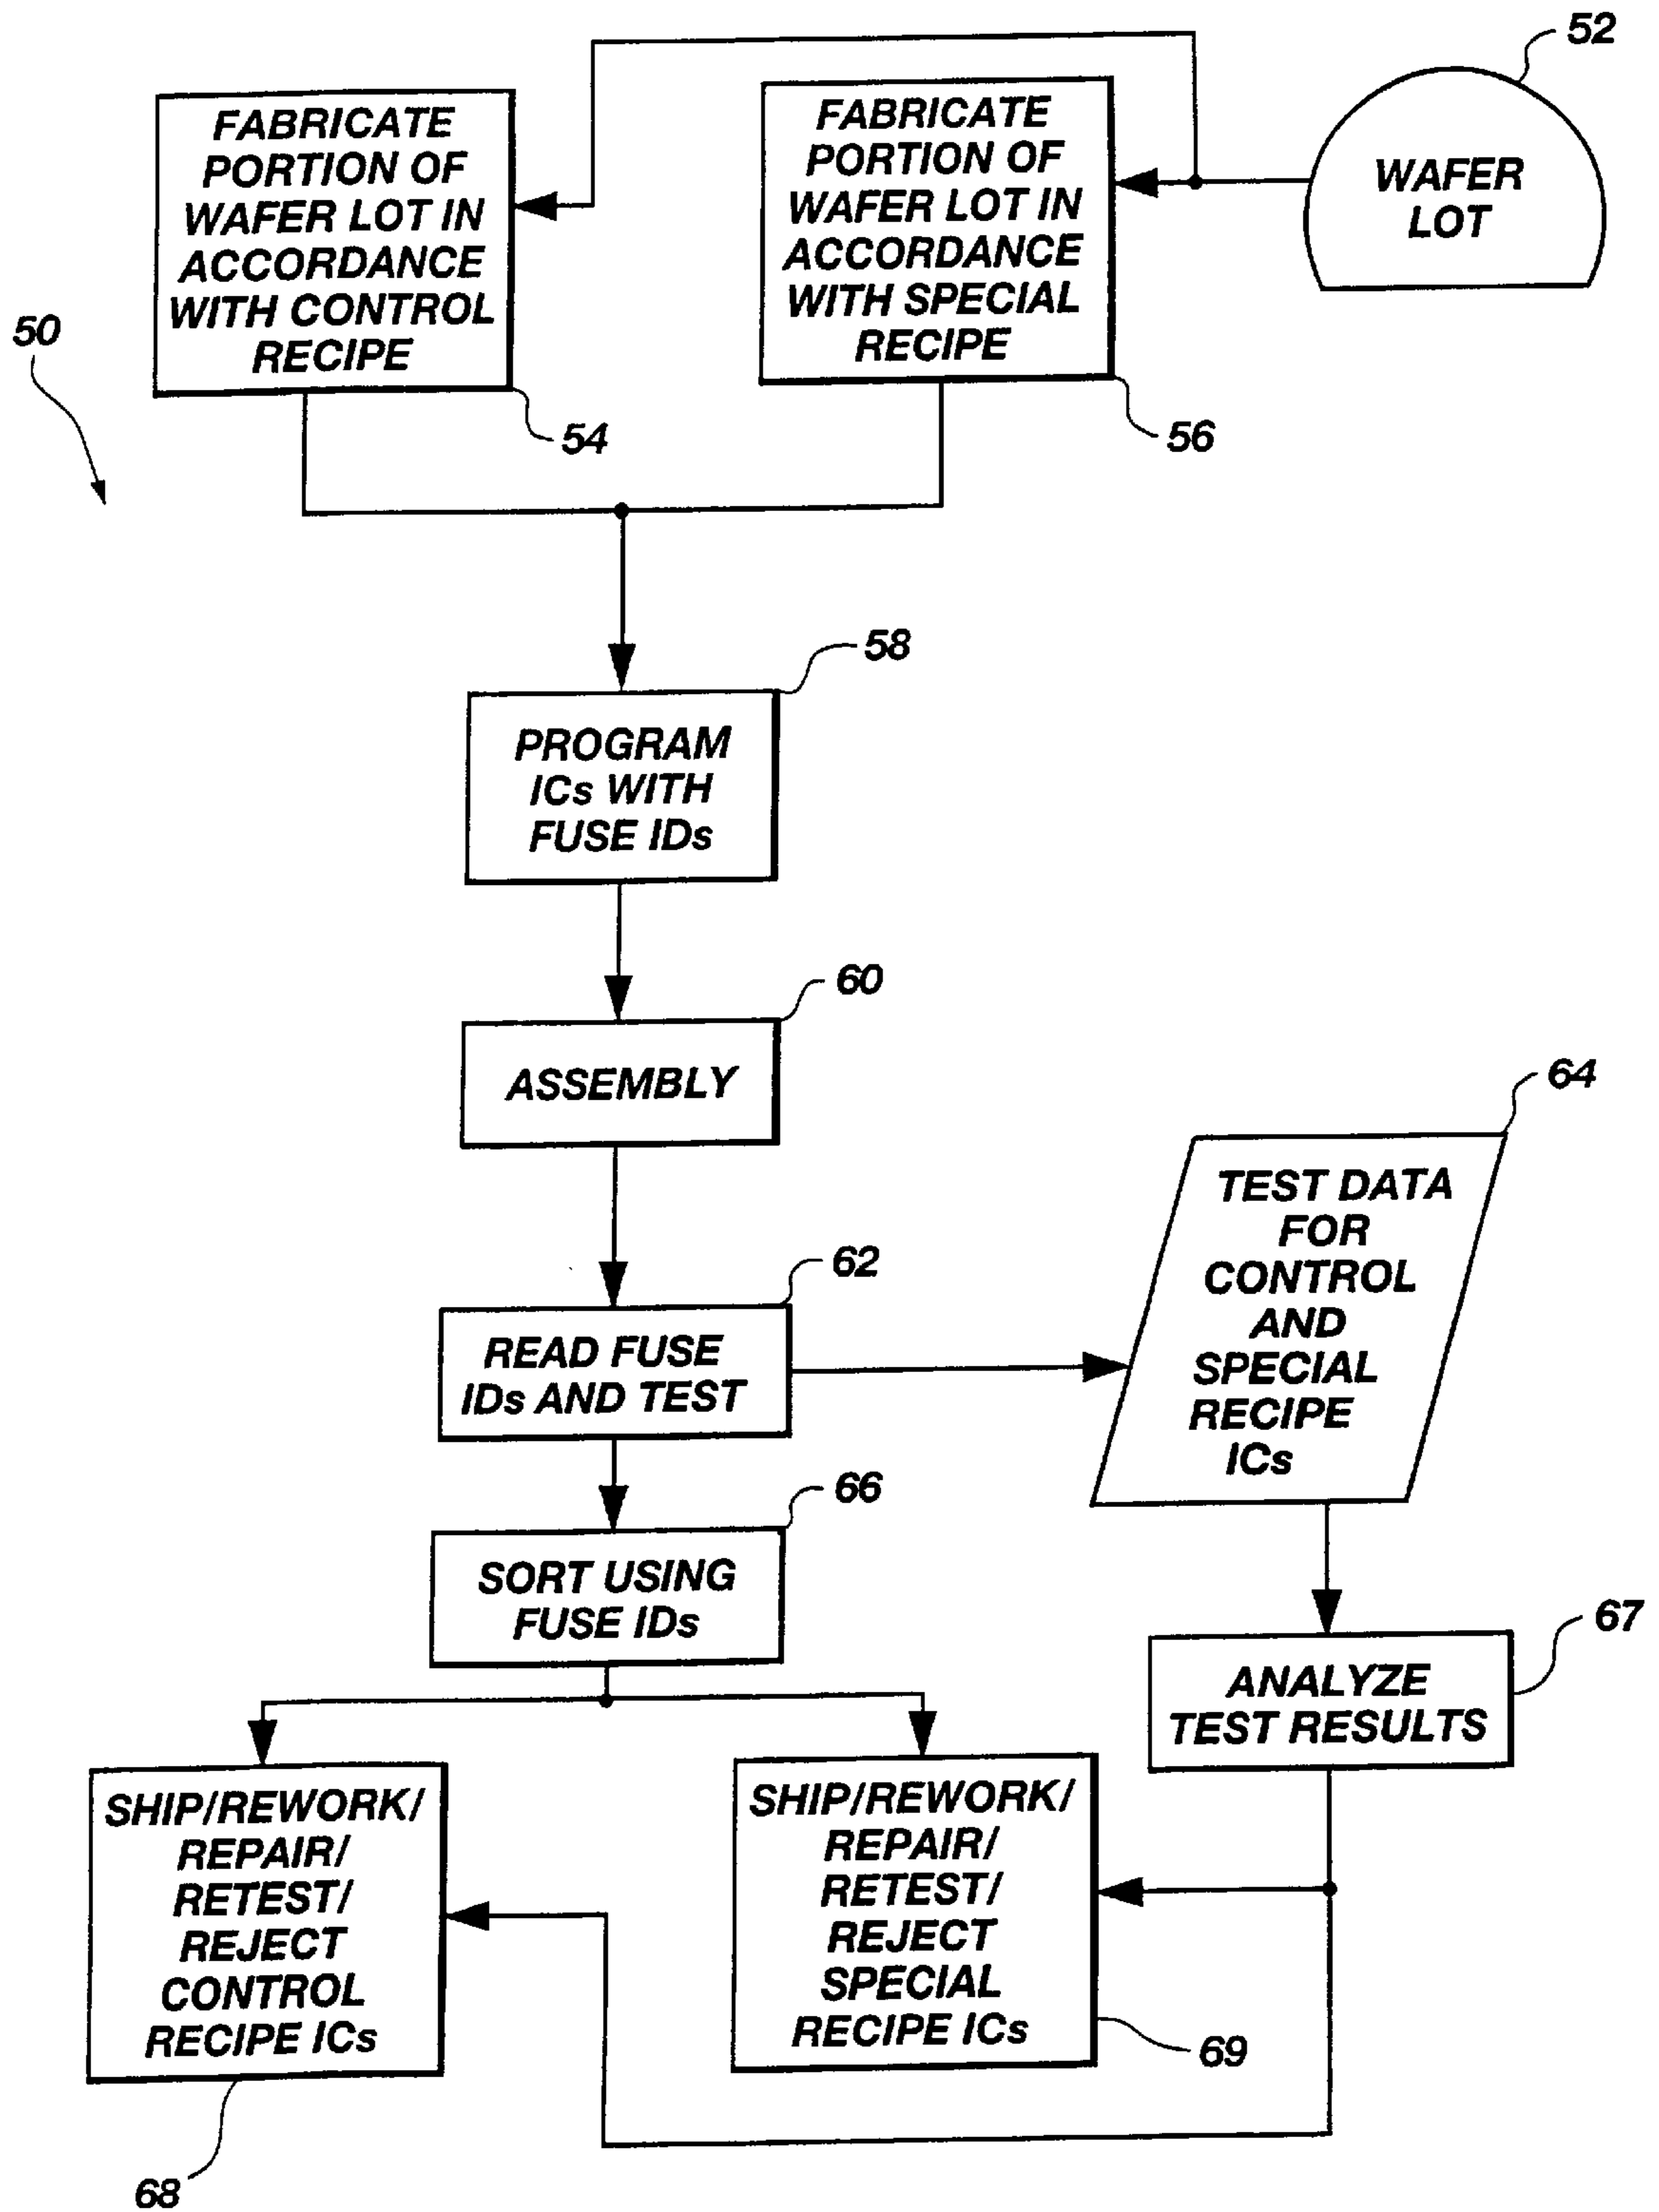 52
WAFER
LOT
FABRICATE
PORTION OF
WAFER LOT IN
ACCORDANCE
WITH CONTROL
RECIPE
54
FABRICATE
PORTION OF
WAFER LOT IN
ACCORDANCE
WITH SPECIAL
RECIPE
56
50
58
PROGRAM
ICs WITH
FUSE IDs
60
ASSEMBLY
62
READ FUSE
IDs AND TEST
64
TEST DATA
FOR
CONTROL
AND
SPECIAL
RECIPE
ICs
66
SORT USING
FUSE IDs
67
ANALYZE
TEST RESULTS
SHIP/REWORK/
REPAIR/
RETEST/
REJECT
CONTROL
RECIPE ICs
68
SHIP/REWORK/
REPAIR/
RETEST/
REJECT
SPECIAL
RECIPE ICs
69